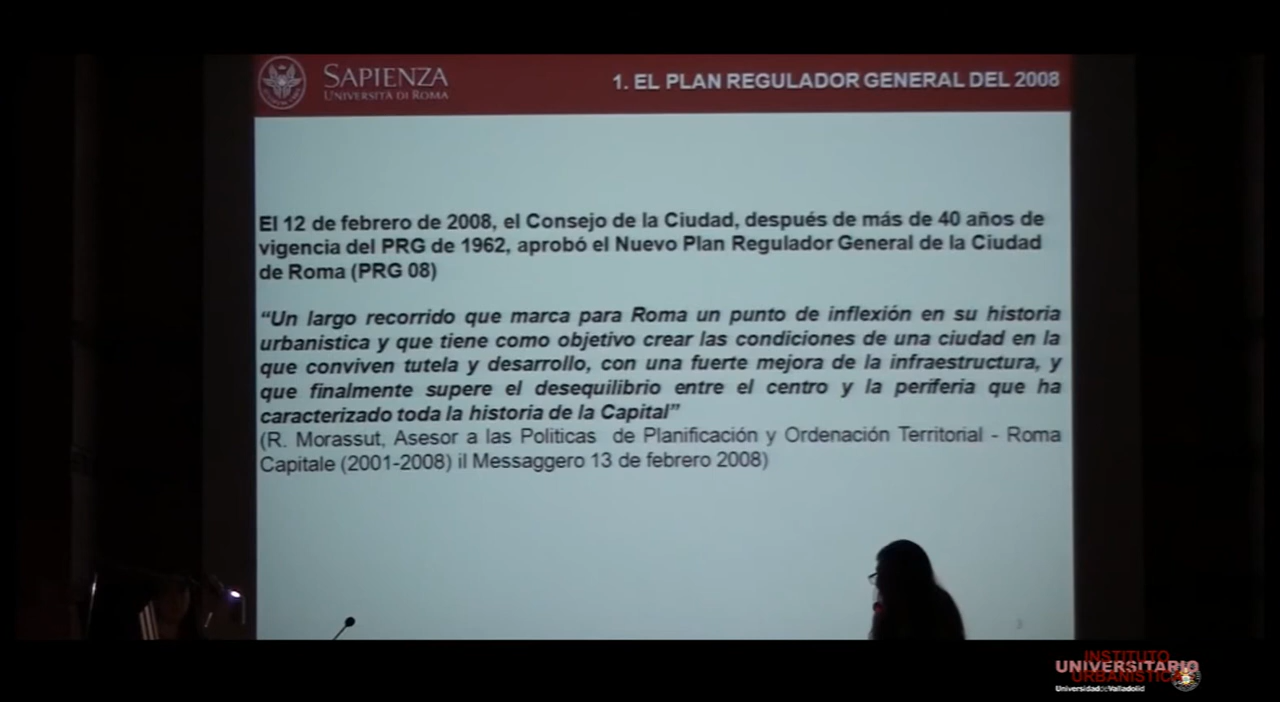 SAPIENZA
UNIVERSITÀ DI ROMA
1. EL PLAN REGULADOR GENERAL DEL 2008
El 12 de febrero de 2008, el Consejo de la Ciudad, después de más de 40 años de
vigencia del PRG de 1962, aprobó el Nuevo Plan Regulador General de la Ciudad
de Roma (PRG 08)
“Un largo recorrido que marca para Roma un punto de inflexión en su historia
urbanistica y que tiene como objetivo crear las condiciones de una ciudad en la
que conviven tutela y desarrollo, con una fuerte mejora de la infraestructura, y
que finalmente supere el desequilibrio entre el centro y la periferia que ha
caracterizado toda la historia de la Capital”
(R. Morassut, Asesor a las Politicas de Planificación y Ordenación Territorial - Roma
Capitale (2001-2008) il Messaggero 13 de febrero 2008)
3
INSTITUTO
UNIVERSITARIO
URBANÍSTICA
Universidad de Valladolid